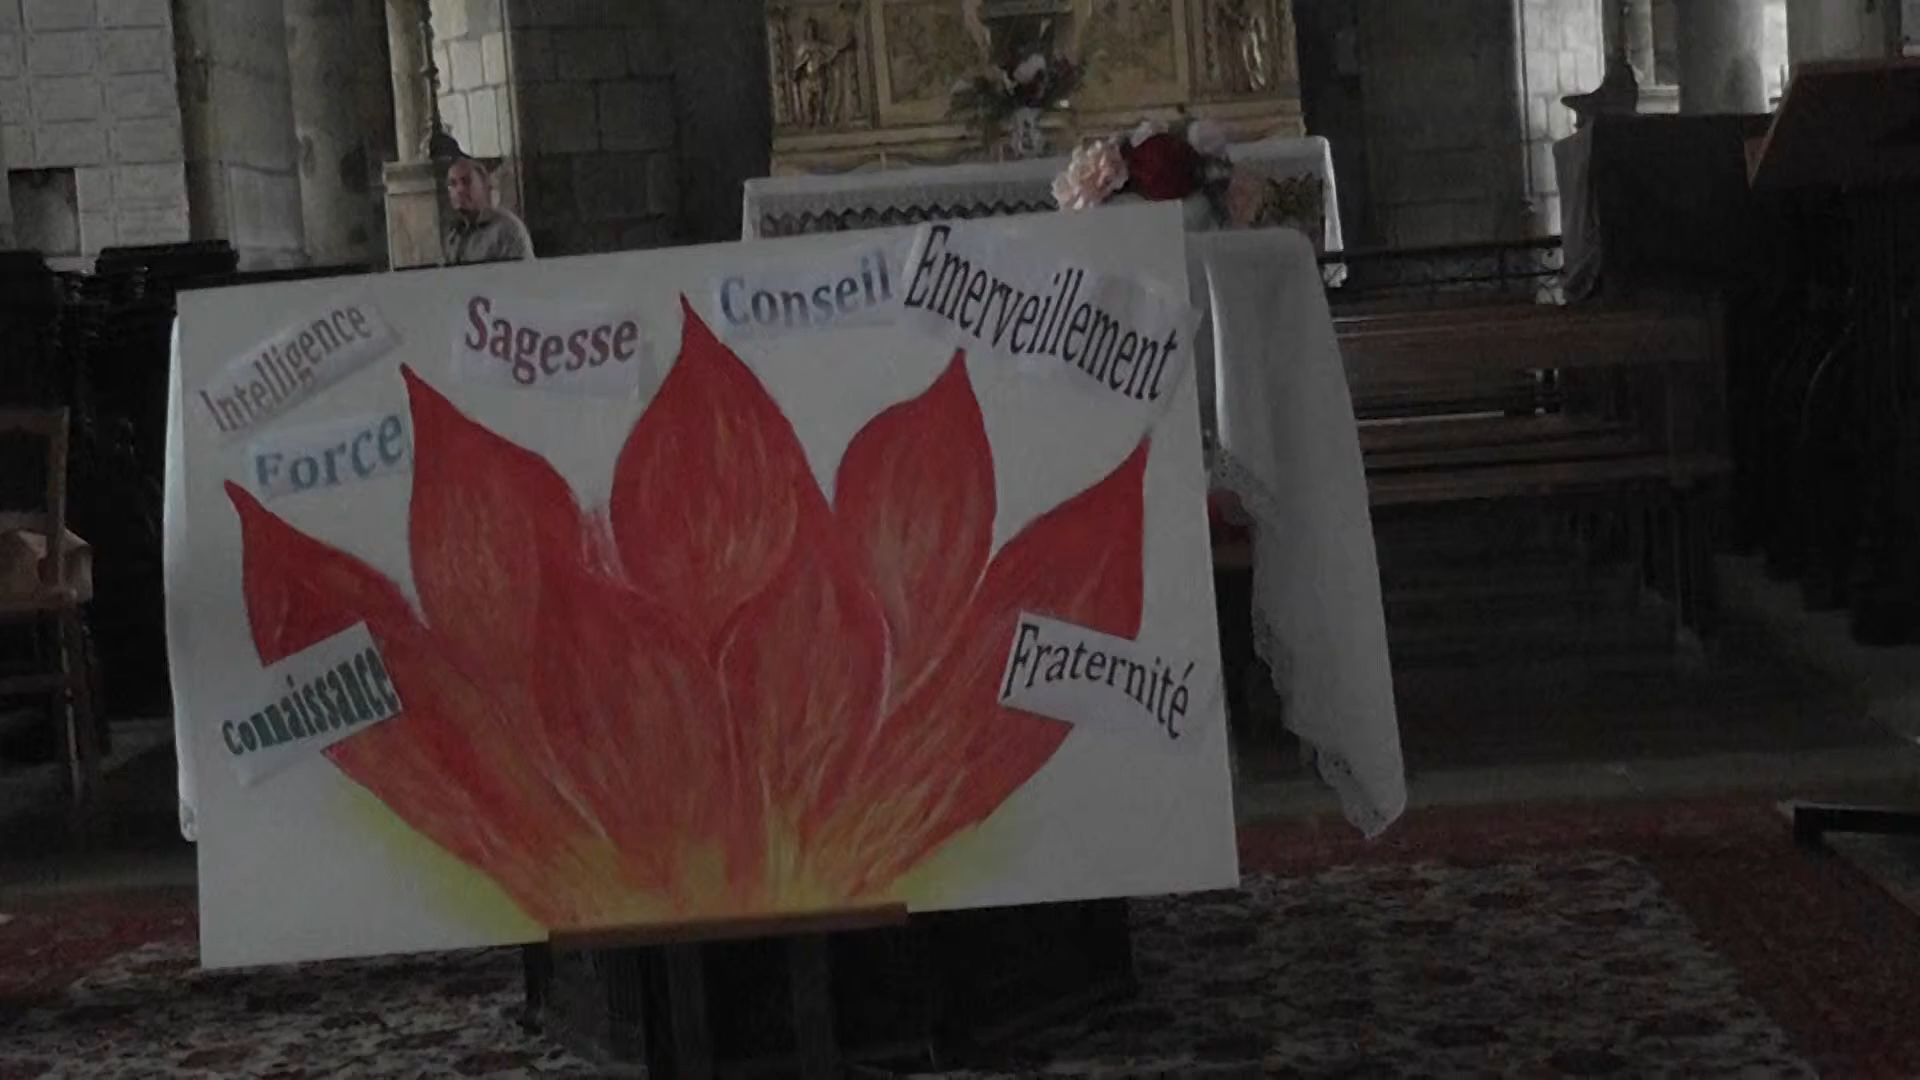 Intelligence
Sagesse
Conseil
Emerveillement
Force
Connaissance
Fraternité